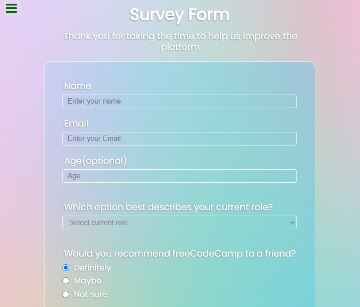 Survey Form
Thank you for taking the time to help us improve the
platform
Name
Enter your name
Email
Enter your Email
Age(optional)
Age
Which option best describes your current role?
Select current role
Would you recommend freeCodeCamp to a friend?
Definitely
Maybe
Not sure